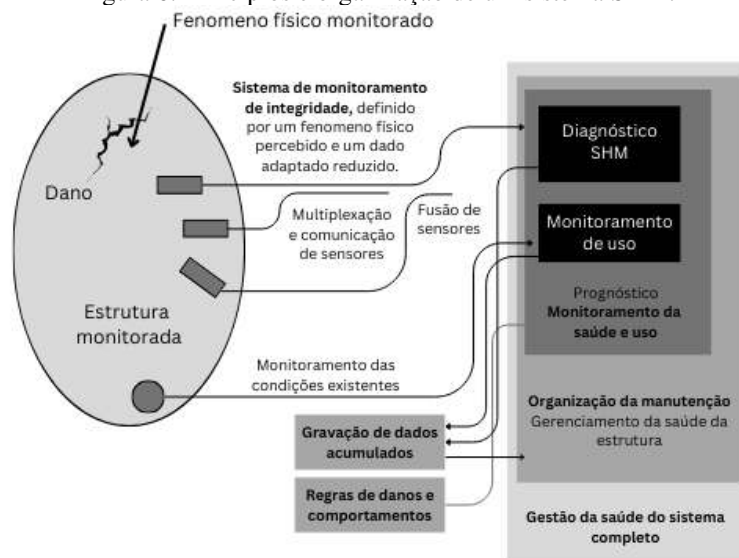 Fenomeno físico monitorado
Sistema de monitoramento
de integridade, definido
por um fenomeno físico
percebido e um dado
adaptado reduzido.
Dano
Multiplexação
e comunicação
de sensores
Fusão de
sensores
Estrutura
monitorada
Monitoramento das
condições existentes
Diagnóstico
SHM
Monitoramento
de uso
Prognóstico
Monitoramento da
saúde e uso
Organização da manutenção
Gerenciamento da saúde da
estrutura
Gravação de dados
acumulados
Regras de danos e
comportamentos
Gestão da saúde do sistema
completo